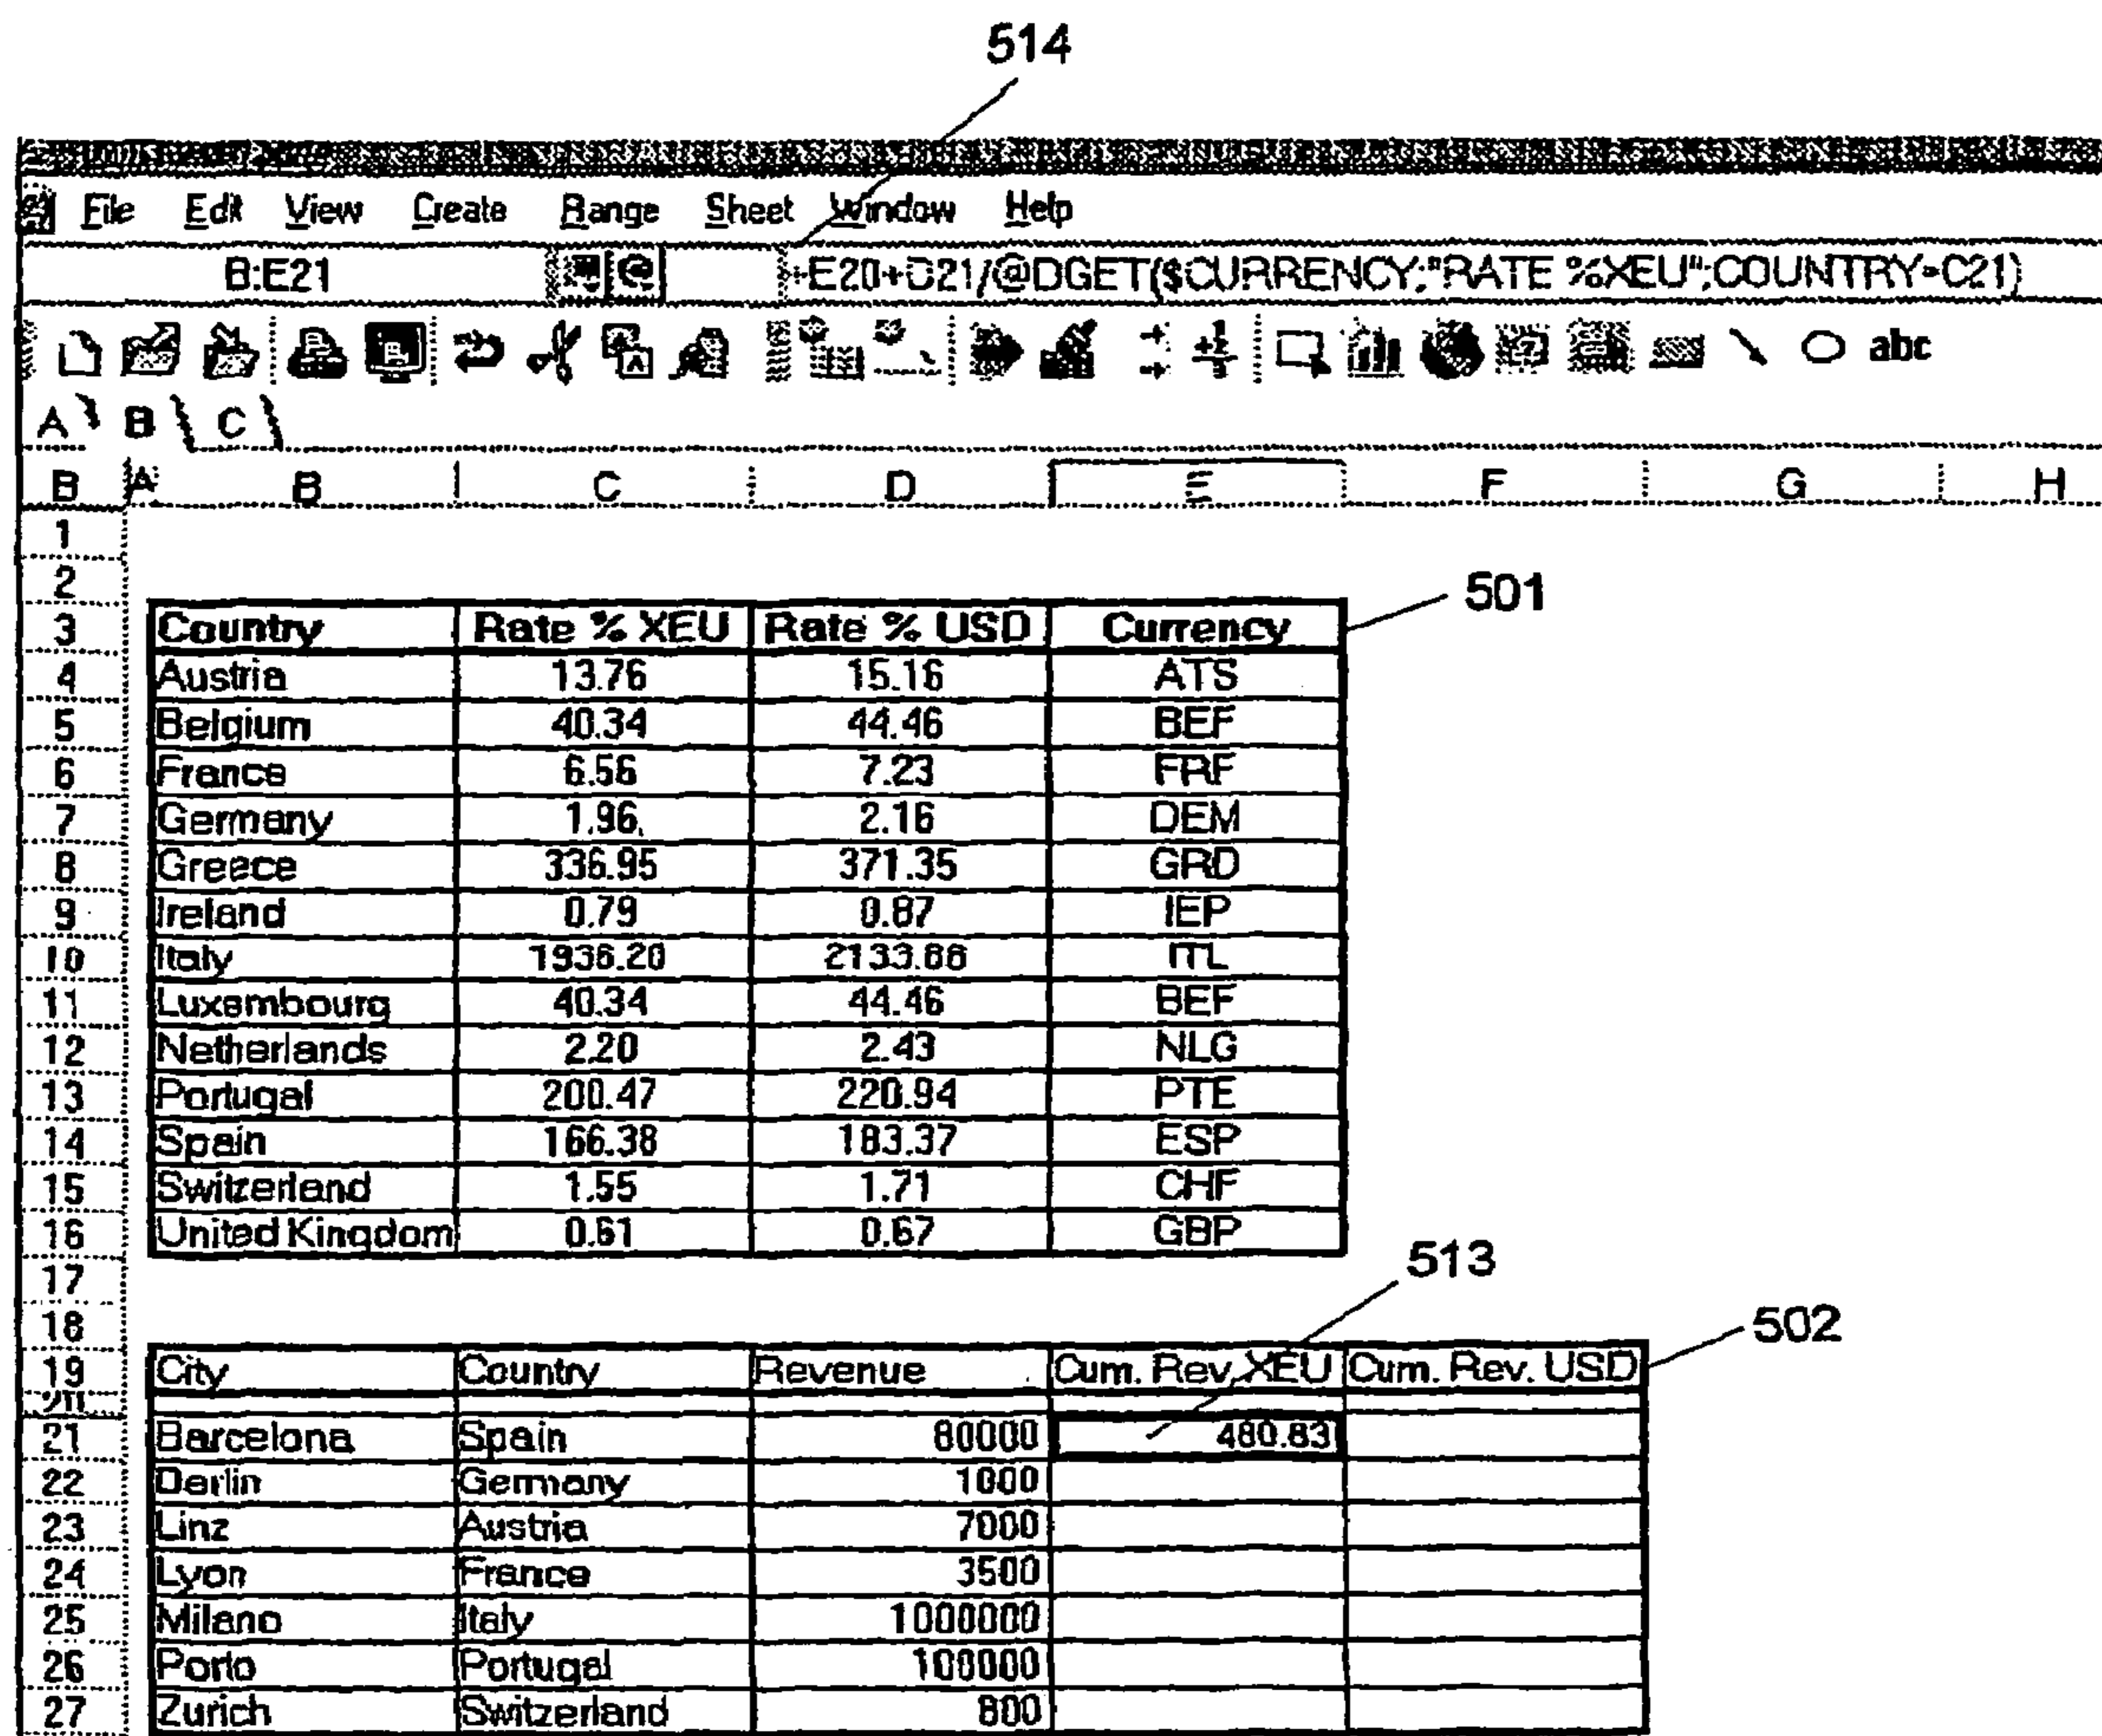 514
File Edit View Create Range Sheet Window Help
B:E21 @ +E20+D21/@DGET($CURRENCY;"RATE %XEU";COUNTRY=C21)
abc
A B C
B A B C D E F G H
1
2
501
3 Country Rate % XEU Rate % USD Currency
4 Austria 13.76 15.16 ATS
5 Belgium 40.34 44.46 BEF
6 France 6.56 7.23 FRF
7 Germany 1.96 2.16 DEM
8 Greece 336.95 371.35 GRD
9 Ireland 0.79 0.87 IEP
10 Italy 1936.20 ITL
11 Luxembourg 40.34 44.46 BEF
12 Netherlands 2.20 2.43 NLG
13 Portugal 200.47 220.94 PTE
14 Spain 166.38 183.37 ESP
15 Switzerland 1.55 1.71 CHF
16 United Kingdom 0.61 0.67 GBP
17
513
18
502
19 City Country Revenue Cum. Rev. XEU Cum. Rev. USD
20
21 Barcelona Spain 80000 480.83
22 Berlin Germany 1000
23 Linz Austria 7000
24 Lyon France 3500
25 Milano Italy 1000000
26 Porto Portugal 100000
27 Zurich Switzerland 800